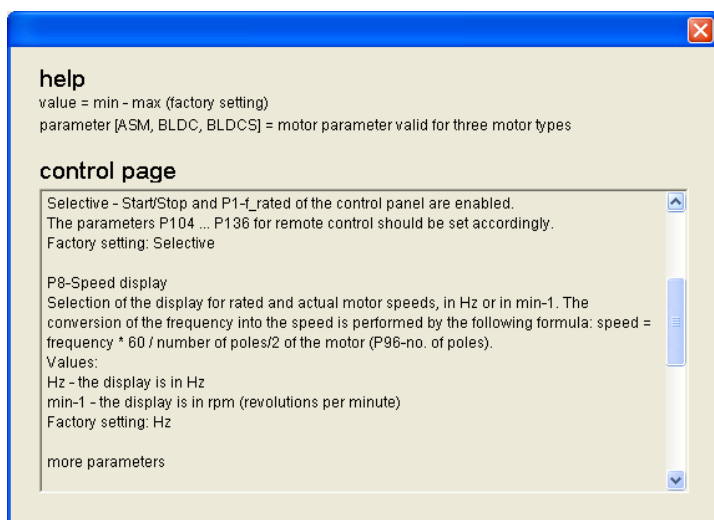 help
value = min - max (factory setting)
parameter [ASM, BLDC, BLDCS] = motor parameter valid for three motor types
control page
Selective - Start/Stop and P1-f_rated of the control panel are enabled.
The parameters P104 ... P136 for remote control should be set accordingly.
Factory setting: Selective
P8-Speed display
Selection of the display for rated and actual motor speeds, in Hz or in min-1. The
conversion of the frequency into the speed is performed by the following formula: speed =
frequency * 60 / number of poles/2 of the motor (P96-no. of poles).
Values:
Hz - the display is in Hz
min-1 - the display is in rpm (revolutions per minute)
Factory setting: Hz
more parameters